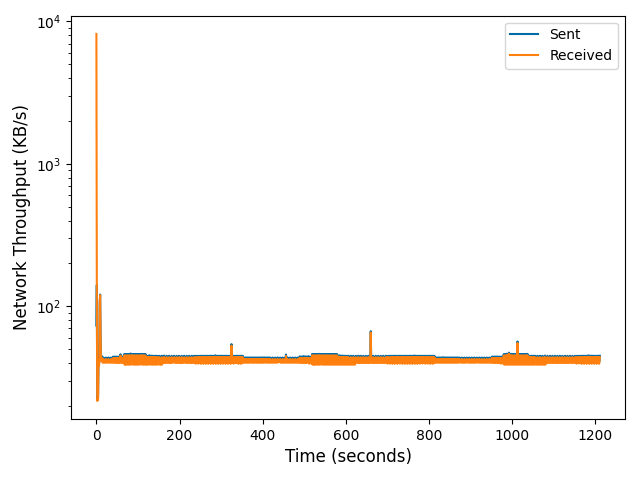 10⁴
10³
10²
Network Throughput (KB/s)
Sent
Received
0
200
400
600
800
1000
1200
Time (seconds)